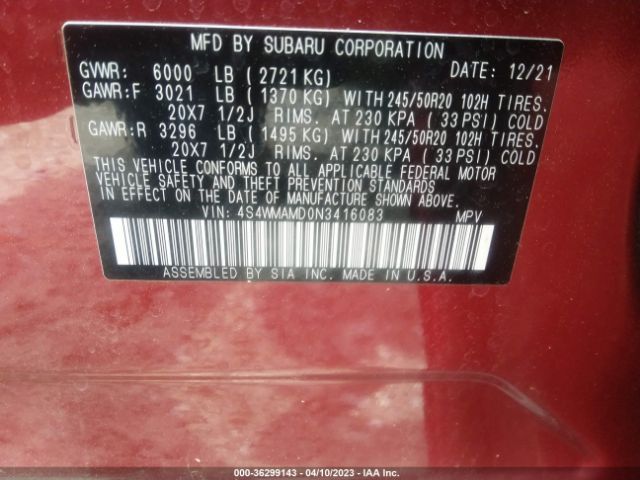 MFD BY SUBARU CORPORATION
GVWR: 6000 LB ( 2721 KG) DATE: 12/21
GAWR:F 3021 LB ( 1370 KG) WITH 245/50R20 102H TIRES.
20X7 1/2J RIMS. AT 230 KPA ( 33 PSI) COLD
GAWR:R 3296 LB ( 1495 KG) WITH 245/50R20 102H TIRES.
20X7 1/2J RIMS. AT 230 KPA ( 33 PSI) COLD
THIS VEHICLE CONFORMS TO ALL APPLICABLE FEDERAL MOTOR
VEHICLE SAFETY AND THEFT PREVENTION STANDARDS
IN EFFECT ON THE DATE OF MANUFACTURE SHOWN ABOVE.
VIN: 4S4WMAMD0N3416083 MPV
ASSEMBLED BY SIA INC. MADE IN U.S.A.
000-36299143 - 04/10/2023 - IAA Inc.